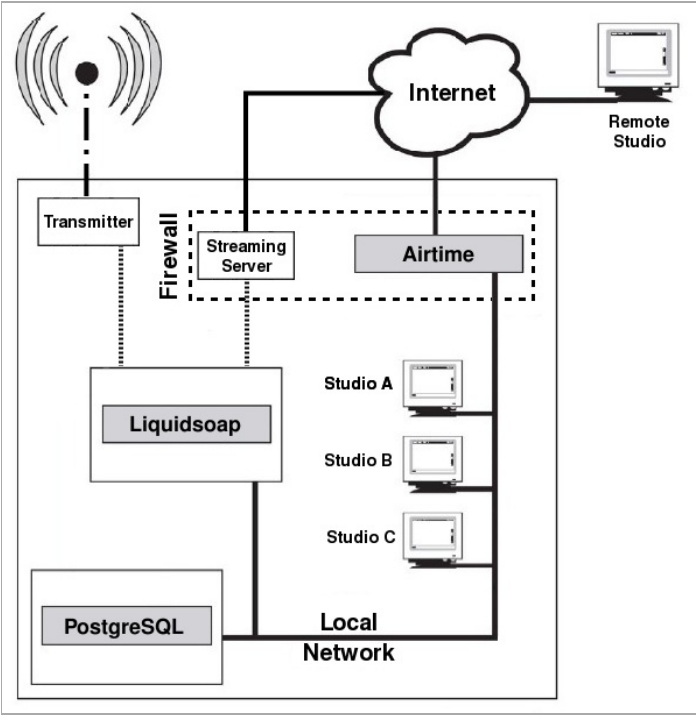 Internet
Remote
Studio
Transmitter
Firewall
Streaming
Server
Airtime
Studio A
Liquidsoap
Studio B
Studio C
PostgreSQL
Local
Network